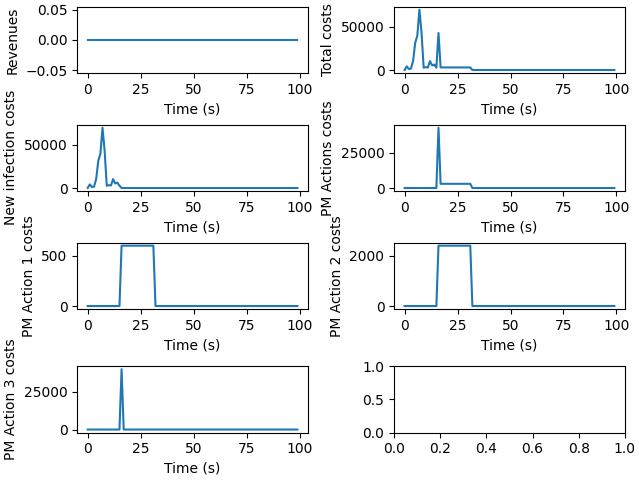 Revenues
0.05
0.00
−0.05
0 25 50 75 100
Time (s)
Total costs
50000
0
0 25 50 75 100
Time (s)
New infection costs
50000
0
0 25 50 75 100
Time (s)
PM Actions costs
25000
0
0 25 50 75 100
Time (s)
PM Action 1 costs
500
0
0 25 50 75 100
Time (s)
PM Action 2 costs
2000
0
0 25 50 75 100
Time (s)
PM Action 3 costs
25000
0
0 25 50 75 100
Time (s)
1.0
0.5
0.0
0.0 0.2 0.4 0.6 0.8 1.0